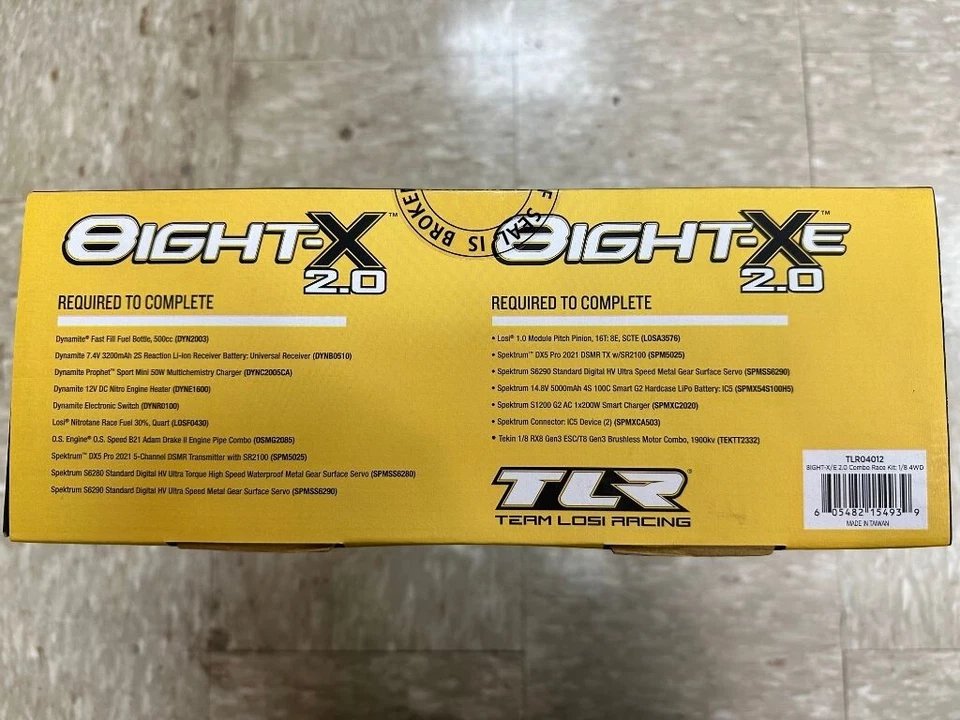 8IGHT-X™
2.0
REQUIRED TO COMPLETE
Dynamite® Fast Fill Fuel Bottle, 500cc (DYN2003)
Dynamite 7.4V 3200mAh 2S Reaction Li-Ion Receiver Battery: Universal Receiver (DYNB0510)
Dynamite Prophet™ Sport Mini 50W Multichemistry Charger (DYNC2005CA)
Dynamite 12V DC Nitro Engine Heater (DYNE1600)
Dynamite Electronic Switch (DYNR0100)
Losi® Nitrotane Race Fuel 30%, Quart (LOSF0430)
O.S. Engine® O.S. Speed B21 Adam Drake II Engine Pipe Combo (OSMG2085)
Spektrum™ DX5 Pro 2021 5-Channel DSMR Transmitter with SR2100 (SPM5025)
Spektrum S6280 Standard Digital HV Ultra Torque High Speed Waterproof Metal Gear Surface Servo (SPMSS6280)
Spektrum S6290 Standard Digital HV Ultra Speed Metal Gear Surface Servo (SPMSS6290)
F SEAL IS BROKEN
8IGHT-XE™
2.0
REQUIRED TO COMPLETE
• Losi® 1.0 Module Pitch Pinion, 16T: 8E, SCTE (LOSA3576)
• Spektrum™ DX5 Pro 2021 DSMR TX w/SR2100 (SPM5025)
• Spektrum S6290 Standard Digital HV Ultra Speed Metal Gear Surface Servo (SPMSS6290)
• Spektrum 14.8V 5000mAh 4S 100C Smart G2 Hardcase LiPo Battery: IC5 (SPMX54S100H5)
• Spektrum S1200 G2 AC 1x200W Smart Charger (SPMXC2020)
• Spektrum Connector: IC5 Device (2) (SPMXCA503)
• Tekin 1/8 RX8 Gen3 ESC/T8 Gen3 Brushless Motor Combo, 1900kv (TEKTT2332)
TLR®
TEAM LOSI RACING
TLR04012
8IGHT-X/E 2.0 Combo Race Kit: 1/8 4WD
6 05482 15493 9
MADE IN TAIWAN